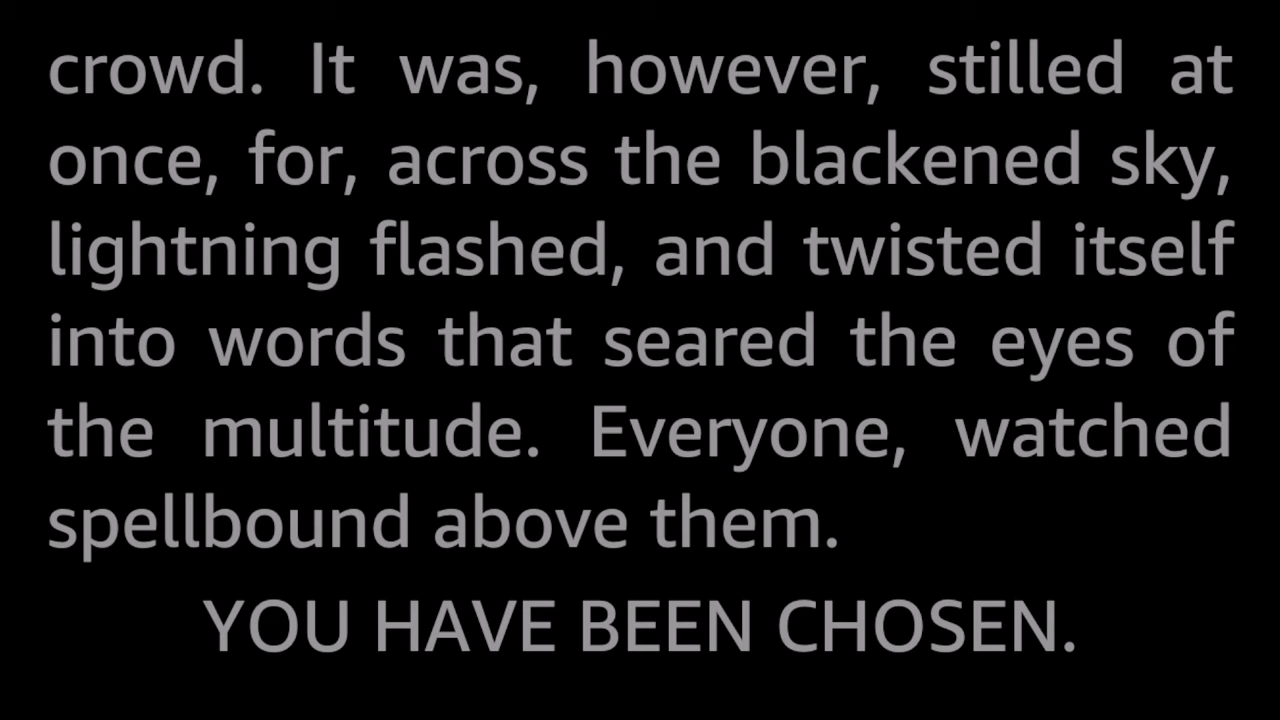 crowd. It was, however, stilled at
once, for, across the blackened sky,
lightning flashed, and twisted itself
into words that seared the eyes of
the multitude. Everyone, watched
spellbound above them.
YOU HAVE BEEN CHOSEN.